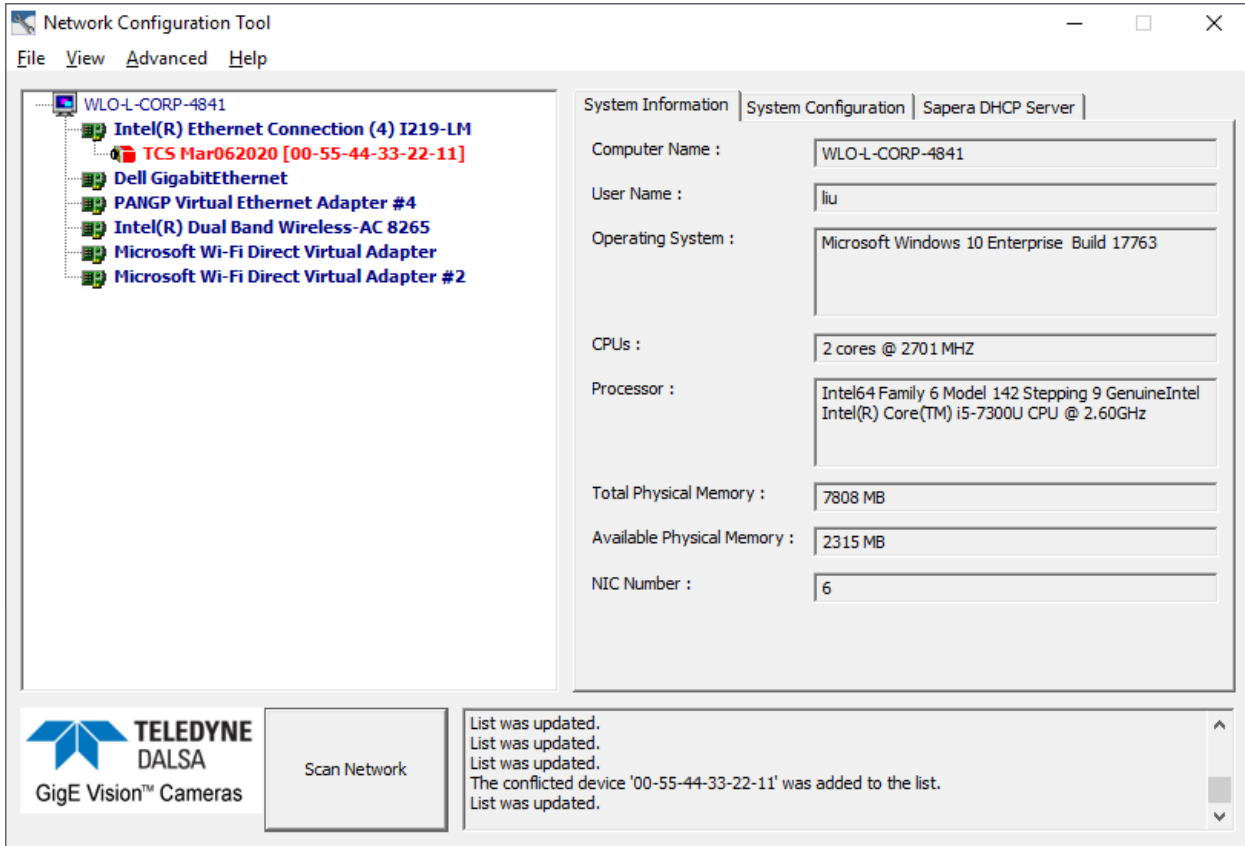 Network Configuration Tool
File View Advanced Help
WLO-L-CORP-4841
Intel(R) Ethernet Connection (4) I219-LM
TCS Mar062020 [00-55-44-33-22-11]
Dell GigabitEthernet
PANGP Virtual Ethernet Adapter #4
Intel(R) Dual Band Wireless-AC 8265
Microsoft Wi-Fi Direct Virtual Adapter
Microsoft Wi-Fi Direct Virtual Adapter #2
System Information System Configuration Sapera DHCP Server
Computer Name : WLO-L-CORP-4841
User Name : liu
Operating System : Microsoft Windows 10 Enterprise Build 17763
CPUs : 2 cores @ 2701 MHZ
Processor : Intel64 Family 6 Model 142 Stepping 9 GenuineIntel
Intel(R) Core(TM) i5-7300U CPU @ 2.60GHz
Total Physical Memory : 7808 MB
Available Physical Memory : 2315 MB
NIC Number : 6
TELEDYNE
DALSA
GigE Vision™ Cameras
Scan Network
List was updated.
List was updated.
List was updated.
The conflicted device '00-55-44-33-22-11' was added to the list.
List was updated.